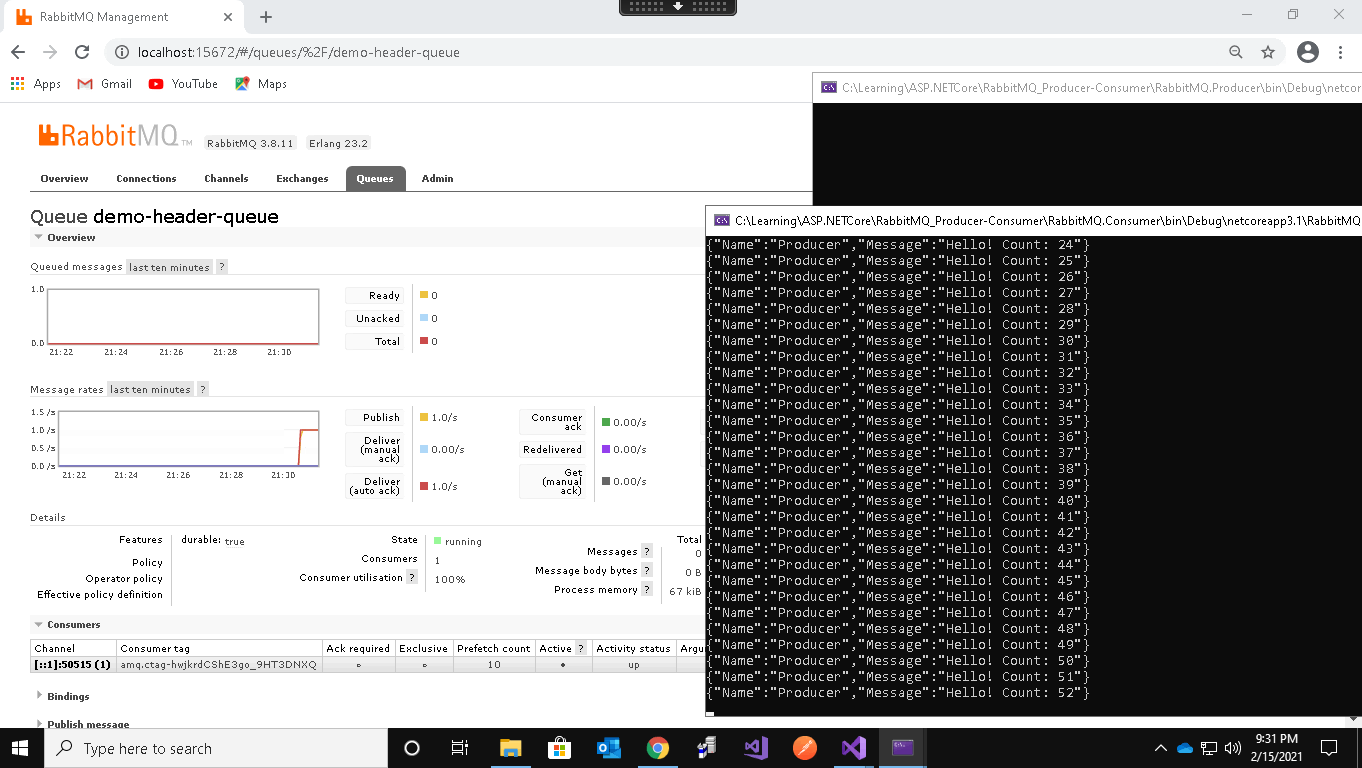 RabbitMQ Management
localhost:15672/#/queues/%2F/demo-header-queue
Apps Gmail YouTube Maps
C:\Learning\ASP.NETCore\RabbitMQ_Producer-Consumer\RabbitMQ.Producer\bin\Debug\netcore
RabbitMQ TM RabbitMQ 3.8.11 Erlang 23.2
Overview Connections Channels Exchanges Queues Admin
Queue demo-header-queue
Overview
Queued messages last ten minutes ?
1.0
0.0
21:22 21:24 21:26 21:28 21:30
Ready 0
Unacked 0
Total 0
Message rates last ten minutes ?
1.5 /s
1.0 /s
0.5 /s
0.0 /s
21:22 21:24 21:26 21:28 21:30
Publish 1.0/s
Deliver (manual ack) 0.00/s
Deliver (auto ack) 1.0/s
Consumer ack 0.00/s
Redelivered 0.00/s
Get (manual ack) 0.00/s
Details
Features durable: true
Policy
Operator policy
Effective policy definition
State running
Consumers 1
Consumer utilisation ? 100%
Total
Messages ? 0
Message body bytes ? 0 B
Process memory ? 67 kiB
Consumers
Channel Consumer tag Ack required Exclusive Prefetch count Active ? Activity status Argu
[::1]:50515 (1) amq.ctag-hwjkrdCShE3go_9HT3DNXQ 10 up
Bindings
Publish message
C:\Learning\ASP.NETCore\RabbitMQ_Producer-Consumer\RabbitMQ.Consumer\bin\Debug\netcoreapp3.1\RabbitMQ
{"Name":"Producer","Message":"Hello! Count: 24"}
{"Name":"Producer","Message":"Hello! Count: 25"}
{"Name":"Producer","Message":"Hello! Count: 26"}
{"Name":"Producer","Message":"Hello! Count: 27"}
{"Name":"Producer","Message":"Hello! Count: 28"}
{"Name":"Producer","Message":"Hello! Count: 29"}
{"Name":"Producer","Message":"Hello! Count: 30"}
{"Name":"Producer","Message":"Hello! Count: 31"}
{"Name":"Producer","Message":"Hello! Count: 32"}
{"Name":"Producer","Message":"Hello! Count: 33"}
{"Name":"Producer","Message":"Hello! Count: 34"}
{"Name":"Producer","Message":"Hello! Count: 35"}
{"Name":"Producer","Message":"Hello! Count: 36"}
{"Name":"Producer","Message":"Hello! Count: 37"}
{"Name":"Producer","Message":"Hello! Count: 38"}
{"Name":"Producer","Message":"Hello! Count: 39"}
{"Name":"Producer","Message":"Hello! Count: 40"}
{"Name":"Producer","Message":"Hello! Count: 41"}
{"Name":"Producer","Message":"Hello! Count: 42"}
{"Name":"Producer","Message":"Hello! Count: 43"}
{"Name":"Producer","Message":"Hello! Count: 44"}
{"Name":"Producer","Message":"Hello! Count: 45"}
{"Name":"Producer","Message":"Hello! Count: 46"}
{"Name":"Producer","Message":"Hello! Count: 47"}
{"Name":"Producer","Message":"Hello! Count: 48"}
{"Name":"Producer","Message":"Hello! Count: 49"}
{"Name":"Producer","Message":"Hello! Count: 50"}
{"Name":"Producer","Message":"Hello! Count: 51"}
{"Name":"Producer","Message":"Hello! Count: 52"}
Type here to search
9:31 PM
2/15/2021